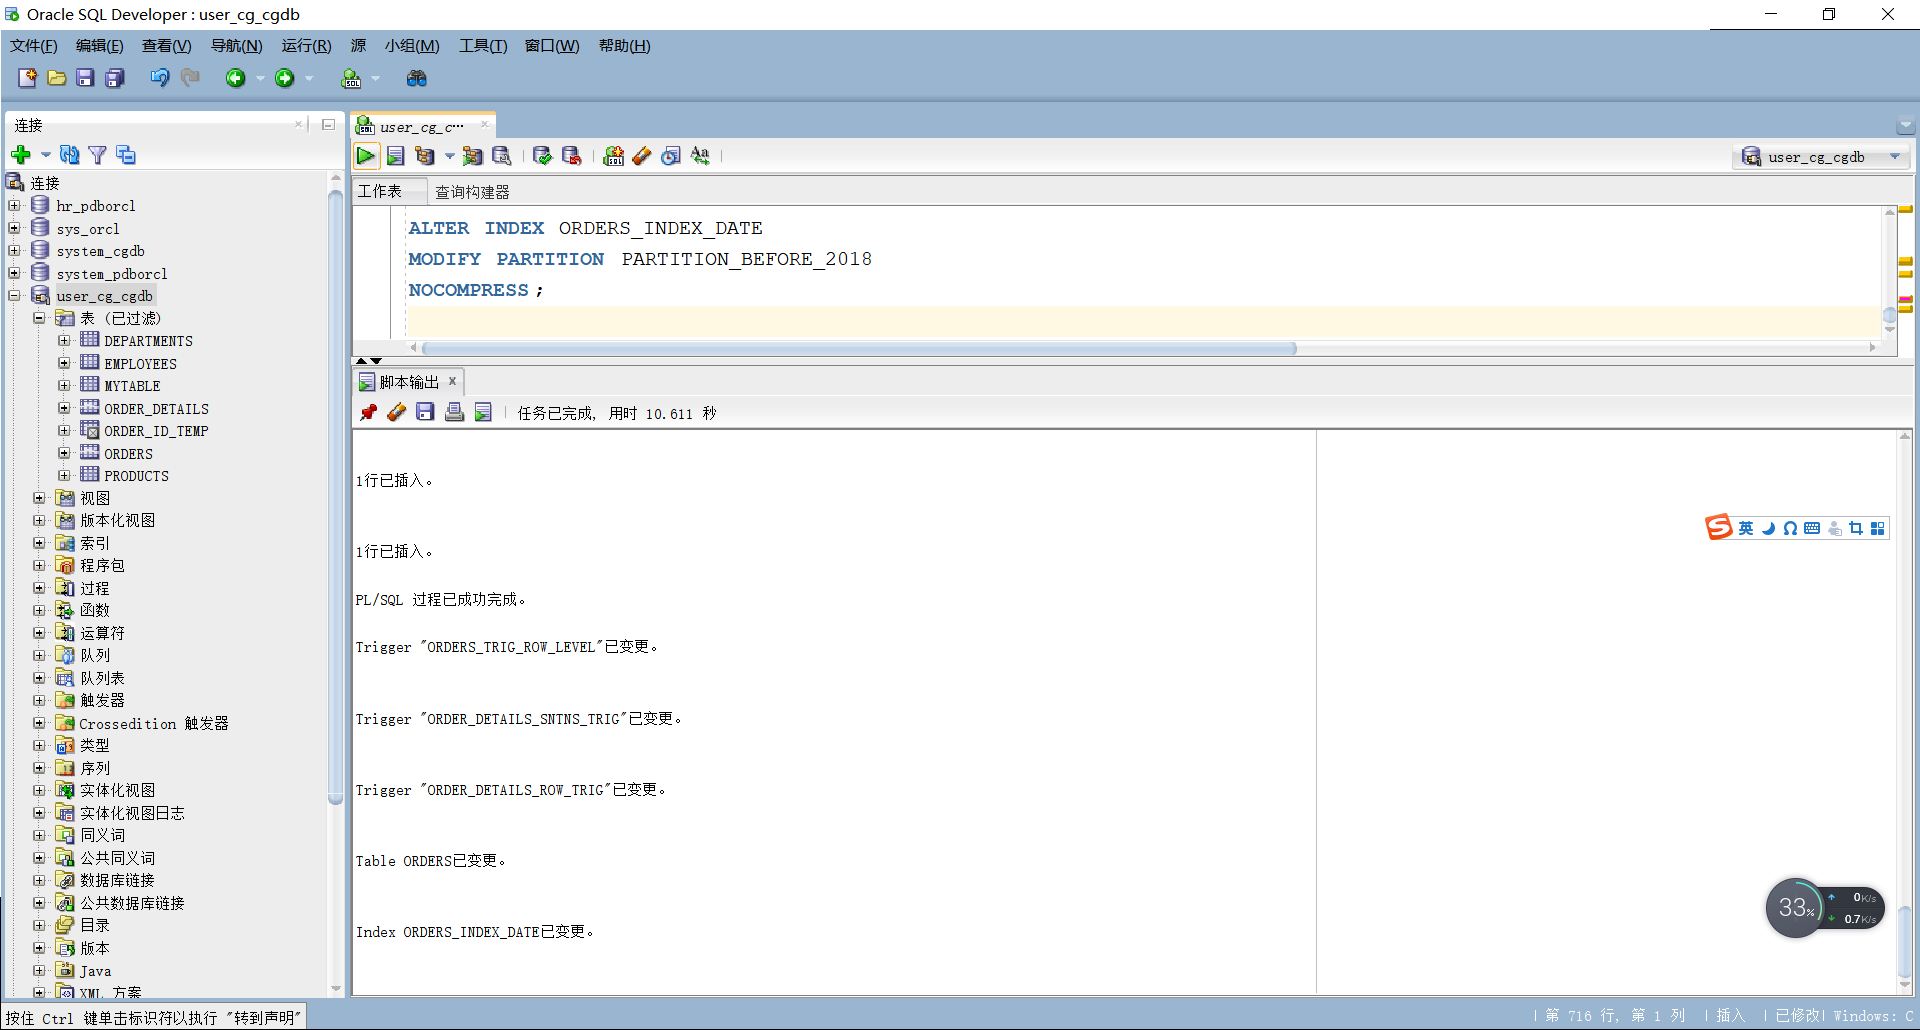 Oracle SQL Developer : user_cg_cgdb
文件(F) 编辑(E) 查看(V) 导航(N) 运行(R) 源 小组(M) 工具(T) 窗口(W) 帮助(H)
连接
连接
hr_pdborcl
sys_orcl
system_cgdb
system_pdborcl
user_cg_cgdb
表 (已过滤)
DEPARTMENTS
EMPLOYEES
MYTABLE
ORDER_DETAILS
ORDER_ID_TEMP
ORDERS
PRODUCTS
视图
版本化视图
索引
程序包
过程
函数
运算符
队列
队列表
触发器
Crossedition 触发器
类型
序列
实体化视图
实体化视图日志
同义词
公共同义词
数据库链接
公共数据库链接
目录
版本
Java
XML 方案
user_cg_c…
user_cg_cgdb
工作表 查询构建器
ALTER INDEX ORDERS_INDEX_DATE
MODIFY PARTITION PARTITION_BEFORE_2018
NOCOMPRESS ;
脚本输出
任务已完成, 用时 10.611 秒
1行已插入。
1行已插入。
PL/SQL 过程已成功完成。
Trigger "ORDERS_TRIG_ROW_LEVEL"已变更。
Trigger "ORDER_DETAILS_SNTNS_TRIG"已变更。
Trigger "ORDER_DETAILS_ROW_TRIG"已变更。
Table ORDERS已变更。
Index ORDERS_INDEX_DATE已变更。
英
33%
0K/s
0.7K/s
按住 Ctrl 键单击标识符以执行 "转到声明"
第 716 行, 第 1 列 | 插入 | 已修改| Windows: C